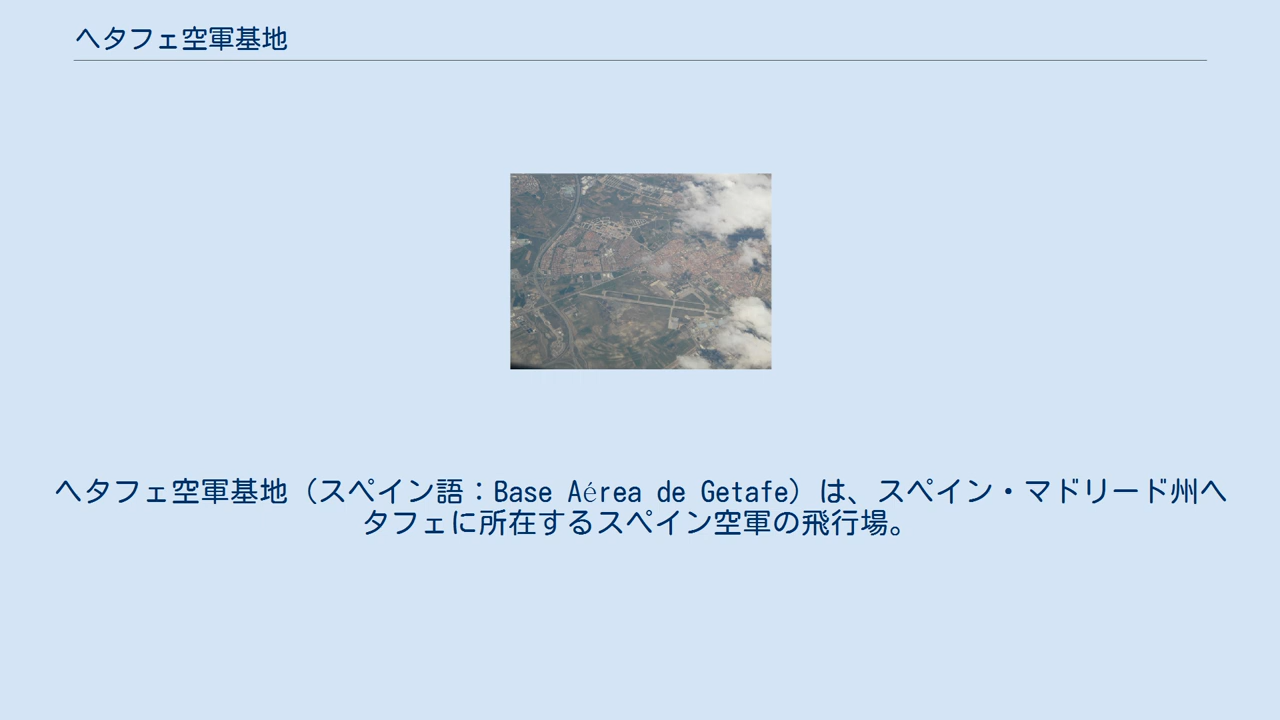 ヘタフェ空軍基地
ヘタフェ空軍基地（スペイン語：Base Aérea de Getafe）は、スペイン・マドリード州ヘ
タフェに所在するスペイン空軍の飛行場。